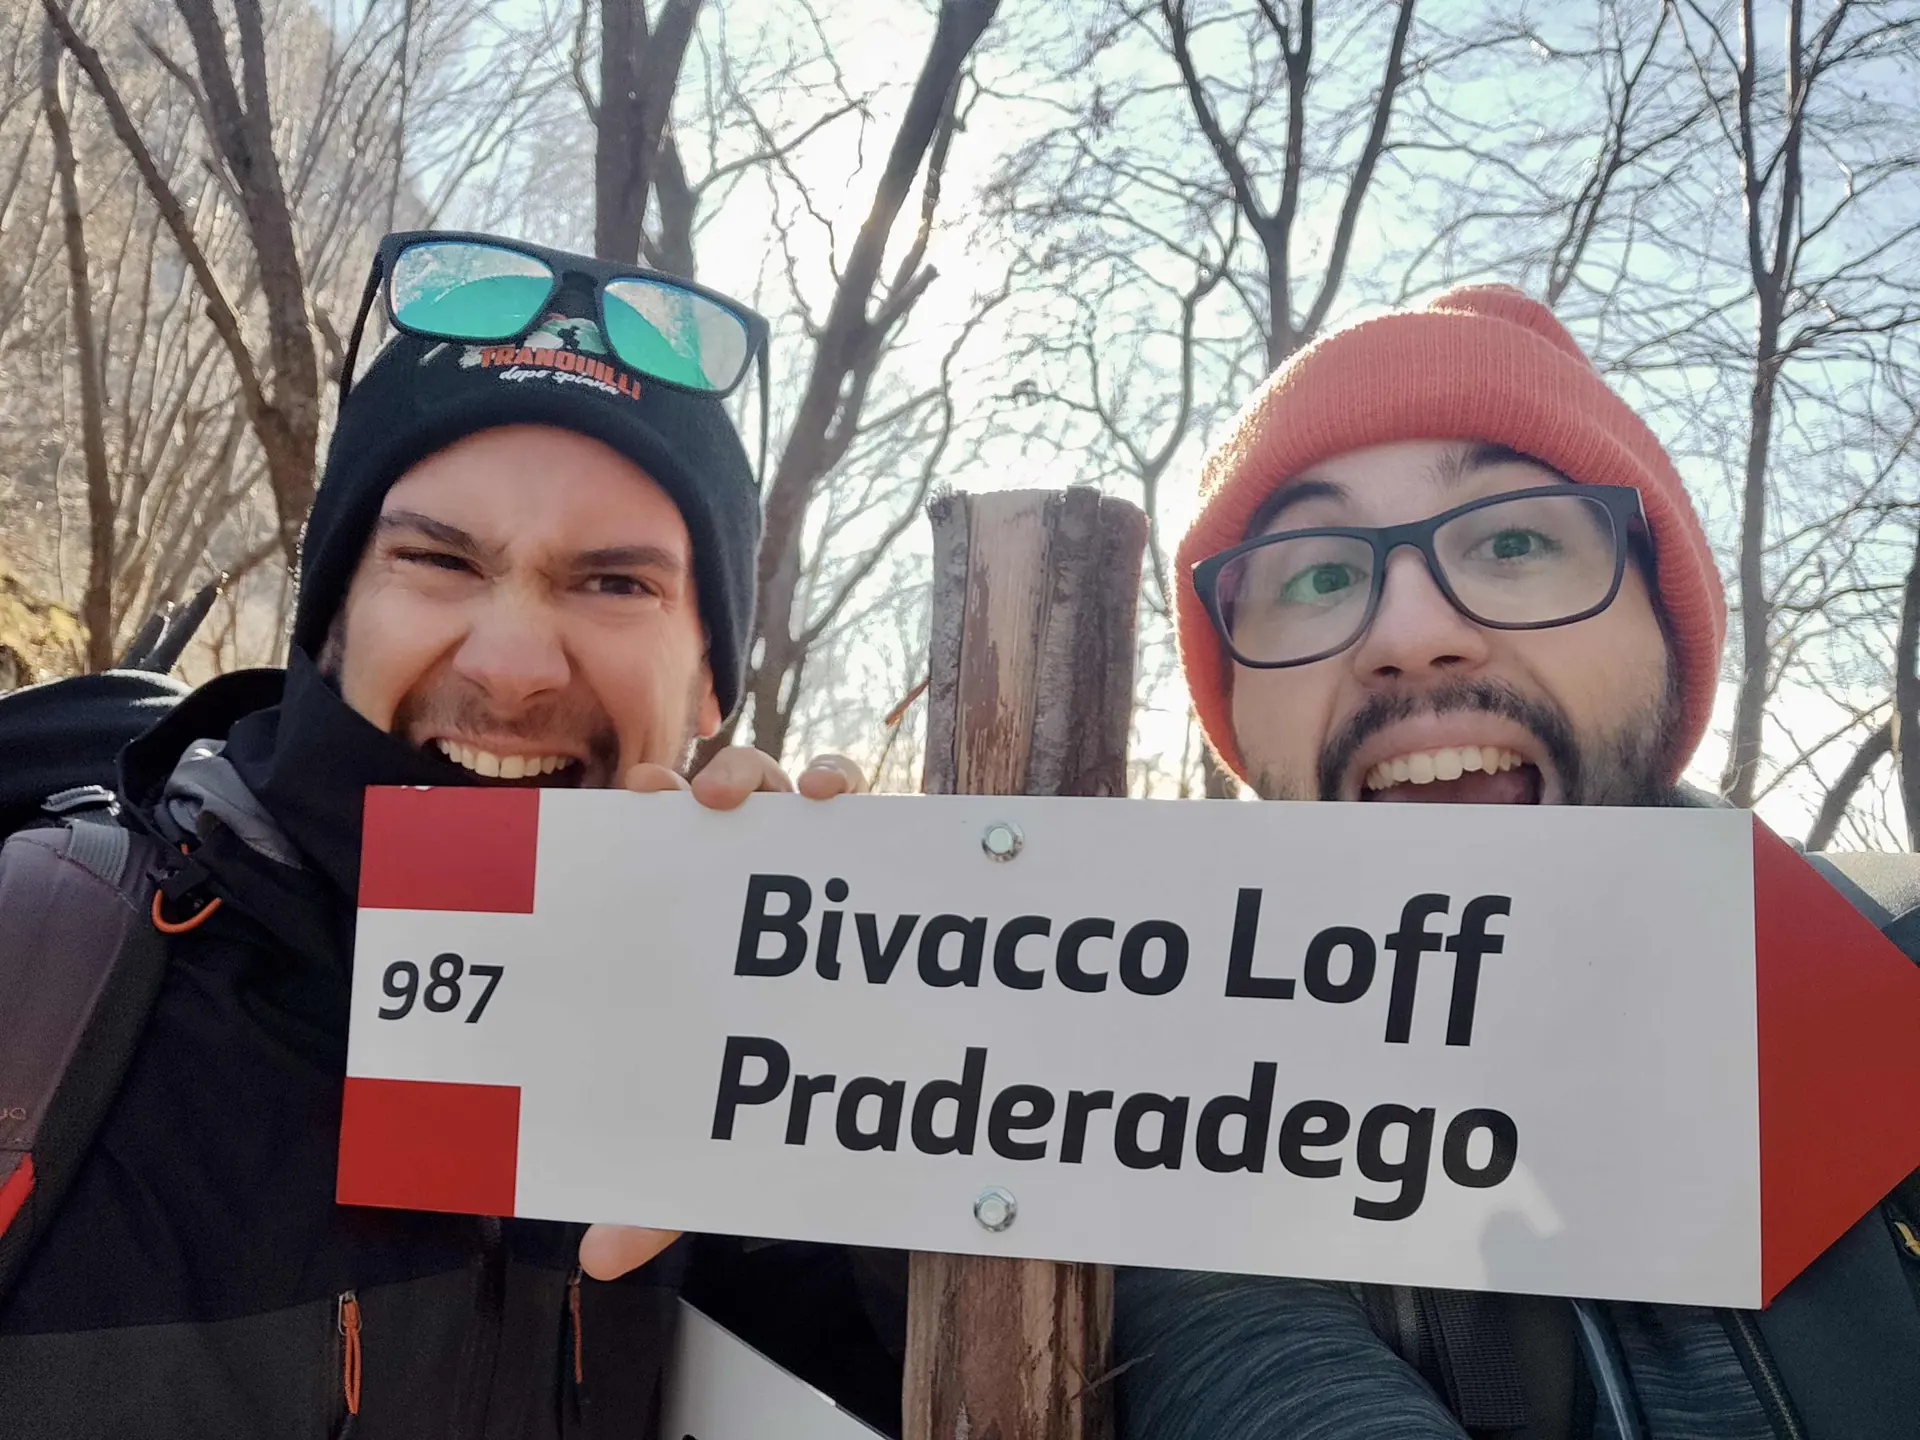 TRANQUILLI
dopo spiana
987
Bivacco Loff
Praderadego